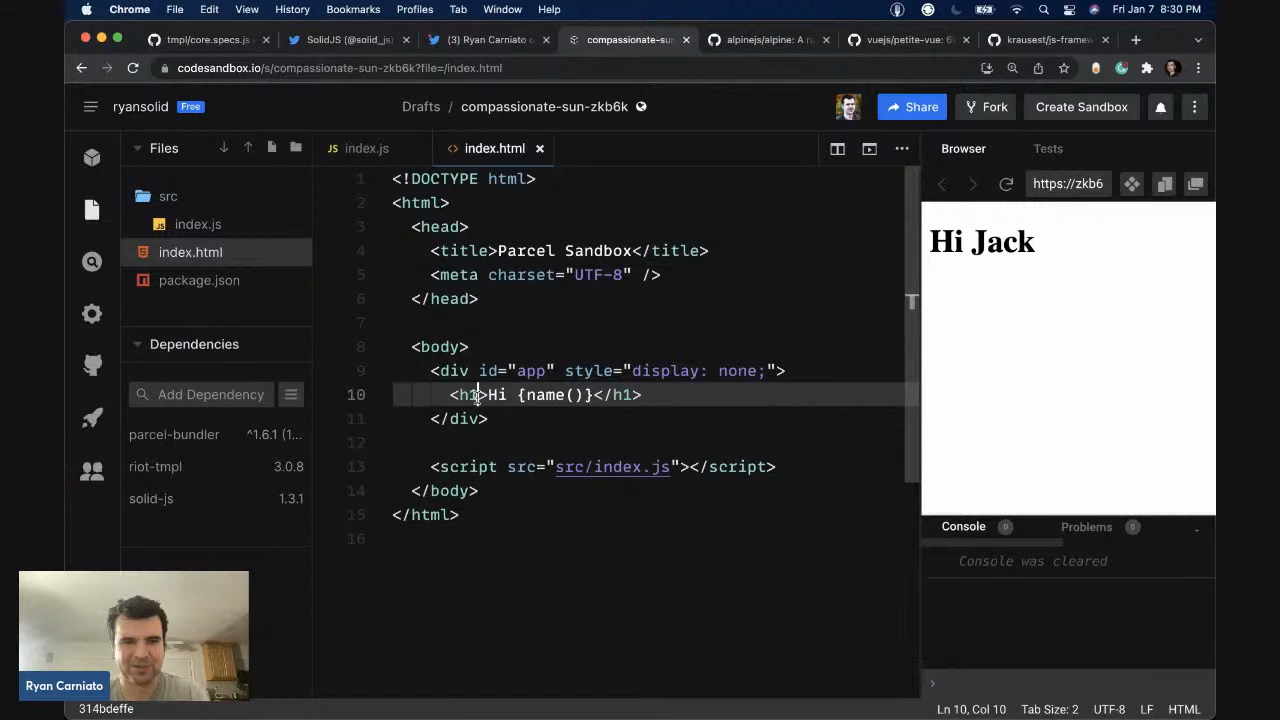 Chrome File Edit View History Bookmarks Profiles Tab Window Help Fri Jan 7 8:30 PM
tmpl/core.specs.js SolidJS (@solid_js) (3) Ryan Carniato compassionate-sun alpinejs/alpine: A ru vuejs/petite-vue: krausest/js-framew
codesandbox.io/s/compassionate-sun-zkb6k?file=/index.html
ryansolid Free Drafts / compassionate-sun-zkb6k Share Fork Create Sandbox
Files index.js index.html Browser Tests
https://zkb6
src
index.js
index.html
package.json
Dependencies
Add Dependency
parcel-bundler ^1.6.1 (1...
riot-tmpl 3.0.8
solid-js 1.3.1
1 <!DOCTYPE html>
2 <html>
3 <head>
4 <title>Parcel Sandbox</title>
5 <meta charset="UTF-8" />
6 </head>
7
8 <body>
9 <div id="app" style="display: none;">
10 <h1>Hi {name()}</h1>
11 </div>
12
13 <script src="src/index.js"></script>
14 </body>
15 </html>
16
Hi Jack
Console 0 Problems 0
Console was cleared
Ryan Carniato
314bdeffe Ln 10, Col 10 Tab Size: 2 UTF-8 LF HTML